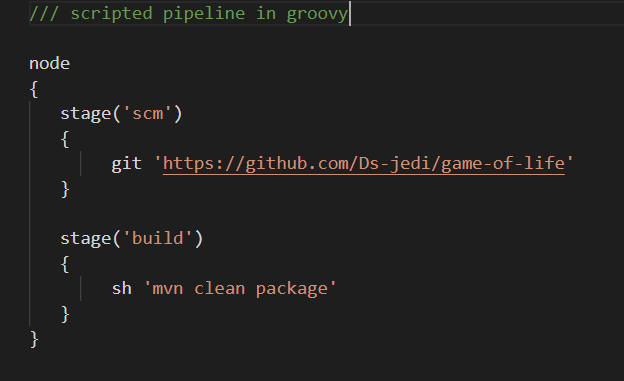 /// scripted pipeline in groovy
node
{
stage('scm')
{
git 'https://github.com/Ds-jedi/game-of-life'
}
stage('build')
{
sh 'mvn clean package'
}
}